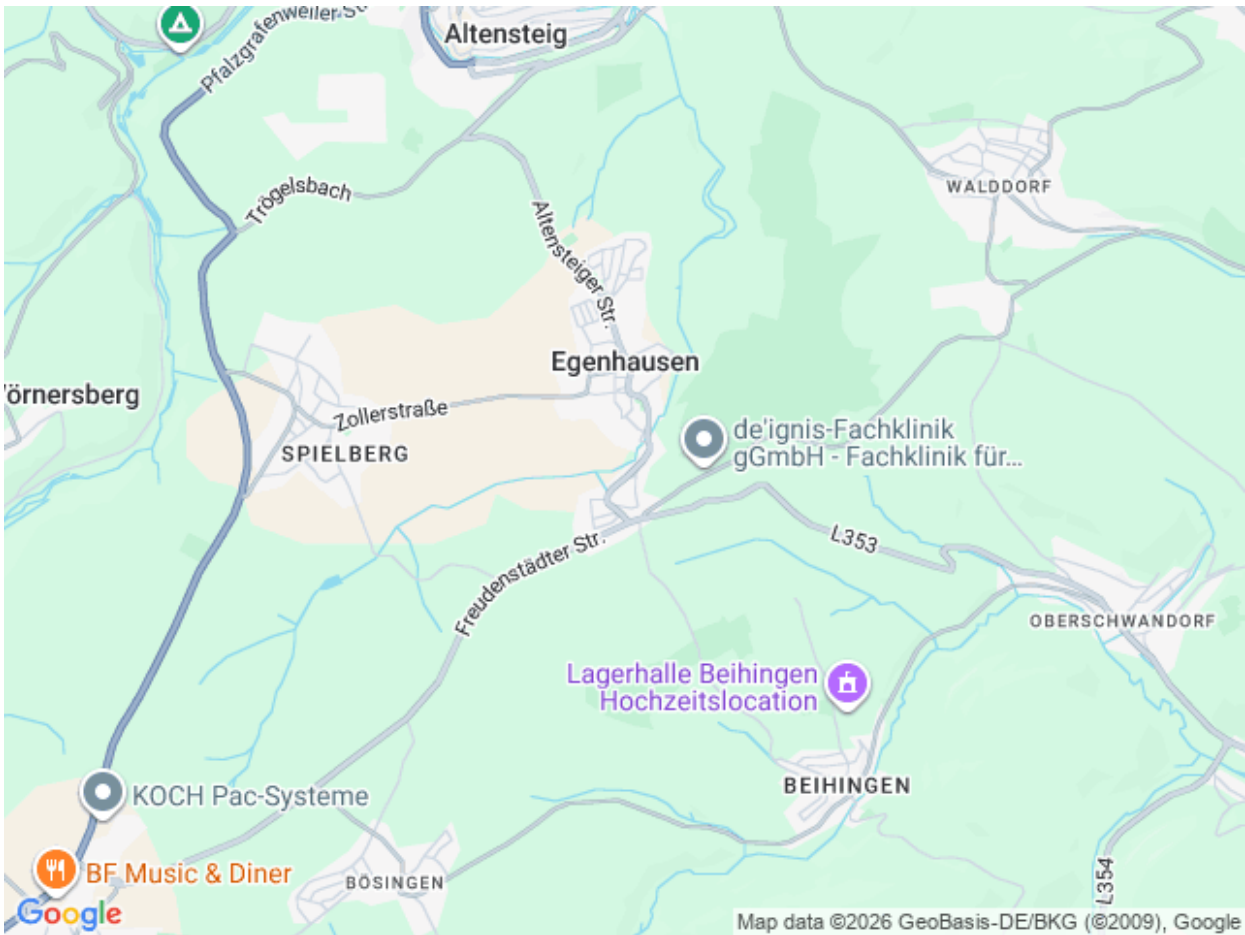 Altensteig
Pfalzgrafenweiler St
WALDDORF
Trögelsbach
Altensteiger Str.
Egenhausen
örnersberg
Zollerstraße
SPIELBERG
de'ignis-Fachklinik
gGmbH - Fachklinik für...
L353
Freudenstädter Str.
OBERSCHWANDORF
Lagerhalle Beihingen
Hochzeitslocation
BEIHINGEN
KOCH Pac-Systeme
BF Music & Diner
BÖSINGEN
L354
Google
Map data ©2026 GeoBasis-DE/BKG (©2009), Google